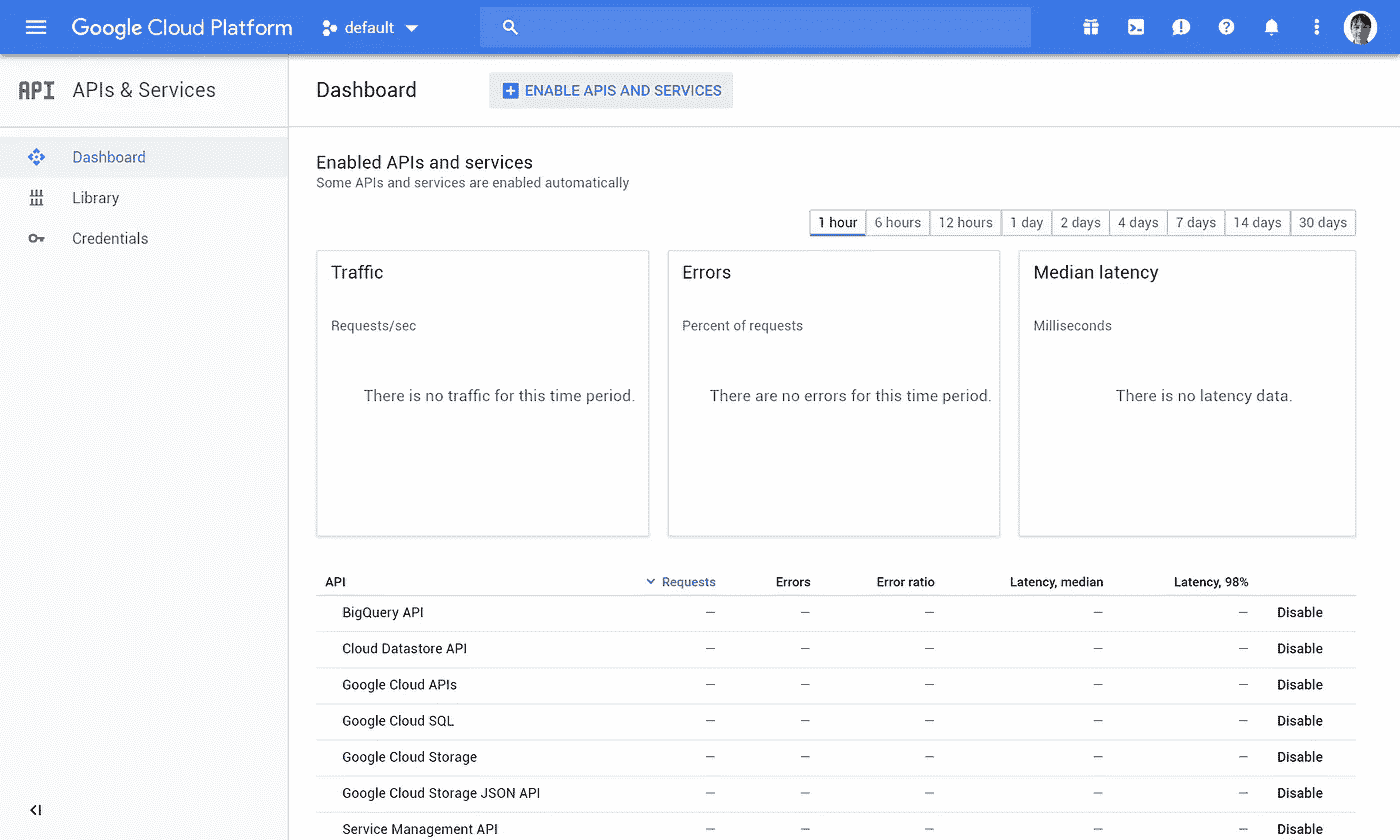 Google Cloud Platform default
API APIs & Services
Dashboard ENABLE APIS AND SERVICES
Dashboard
Library
Credentials
Enabled APIs and services
Some APIs and services are enabled automatically
1 hour 6 hours 12 hours 1 day 2 days 4 days 7 days 14 days 30 days
Traffic
Requests/sec
There is no traffic for this time period.
Errors
Percent of requests
There are no errors for this time period.
Median latency
Milliseconds
There is no latency data.
API Requests Errors Error ratio Latency, median Latency, 98%
BigQuery API — — — — — Disable
Cloud Datastore API — — — — — Disable
Google Cloud APIs — — — — — Disable
Google Cloud SQL — — — — — Disable
Google Cloud Storage — — — — — Disable
Google Cloud Storage JSON API — — — — — Disable
Service Management API — — — — — Disable